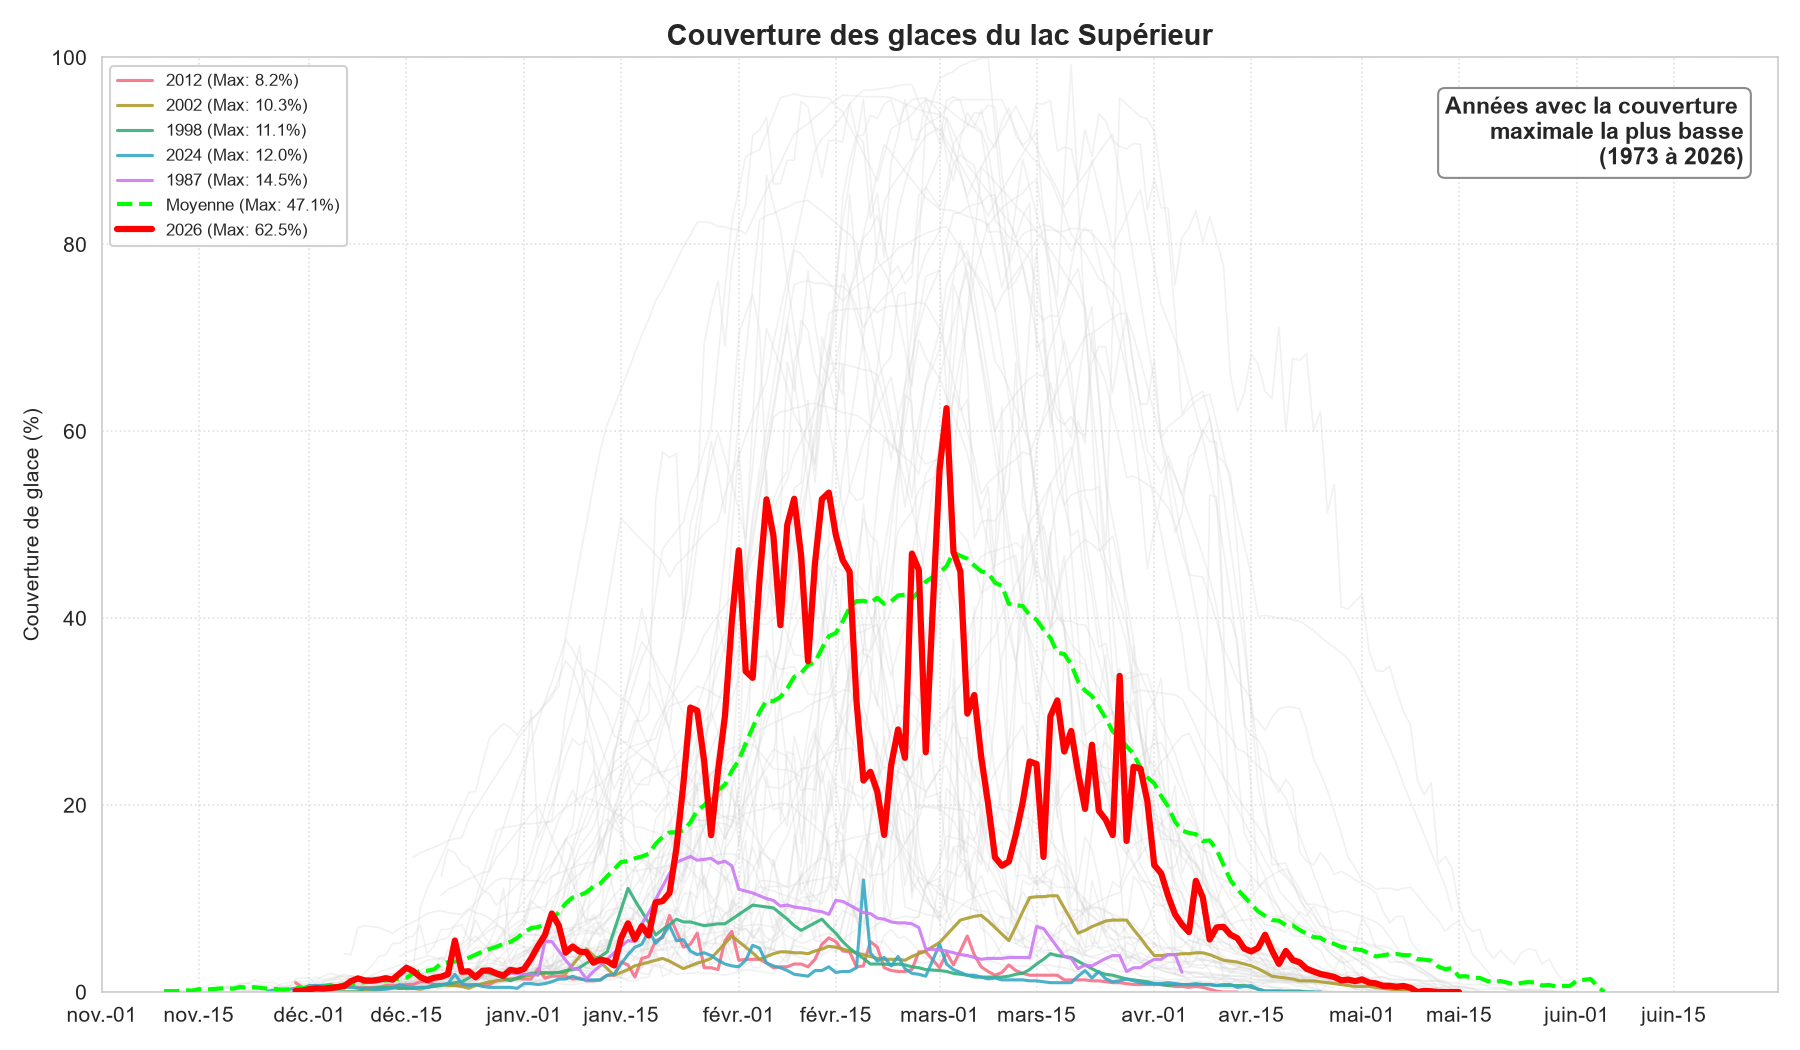 Couverture des glaces du lac Supérieur
100
80
60
40
20
0
Couverture de glace (%)
2012 (Max: 8.2%)
2002 (Max: 10.3%)
1998 (Max: 11.1%)
2024 (Max: 12.0%)
1987 (Max: 14.5%)
Moyenne (Max: 47.1%)
2026 (Max: 62.5%)
Années avec la couverture
maximale la plus basse
(1973 à 2026)
nov.-01 nov.-15 déc.-01 déc.-15 janv.-01 janv.-15 févr.-01 févr.-15 mars-01 mars-15 avr.-01 avr.-15 mai-01 mai-15 juin-01 juin-15